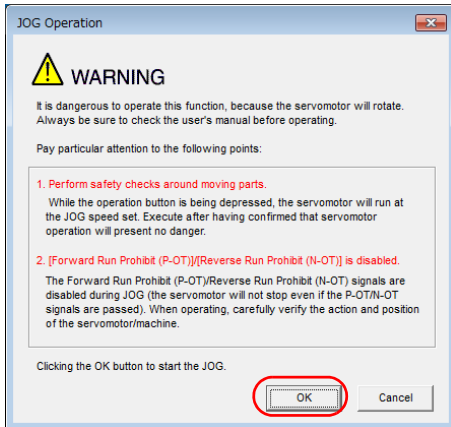 JOG Operation
WARNING
It is dangerous to operate this function, because the servomotor will rotate.
Always be sure to check the user's manual before operating.
Pay particular attention to the following points:
1. Perform safety checks around moving parts.
While the operation button is being depressed, the servomotor will run at
the JOG speed set. Execute after having confirmed that servomotor
operation will present no danger.
2. [Forward Run Prohibit (P-OT)]/[Reverse Run Prohibit (N-OT)] is disabled.
The Forward Run Prohibit (P-OT)/Reverse Run Prohibit (N-OT) signals are
disabled during JOG (the servomotor will not stop even if the P-OT/N-OT
signals are passed). When operating, carefully verify the action and position
of the servomotor/machine.
Clicking the OK button to start the JOG.
OK
Cancel